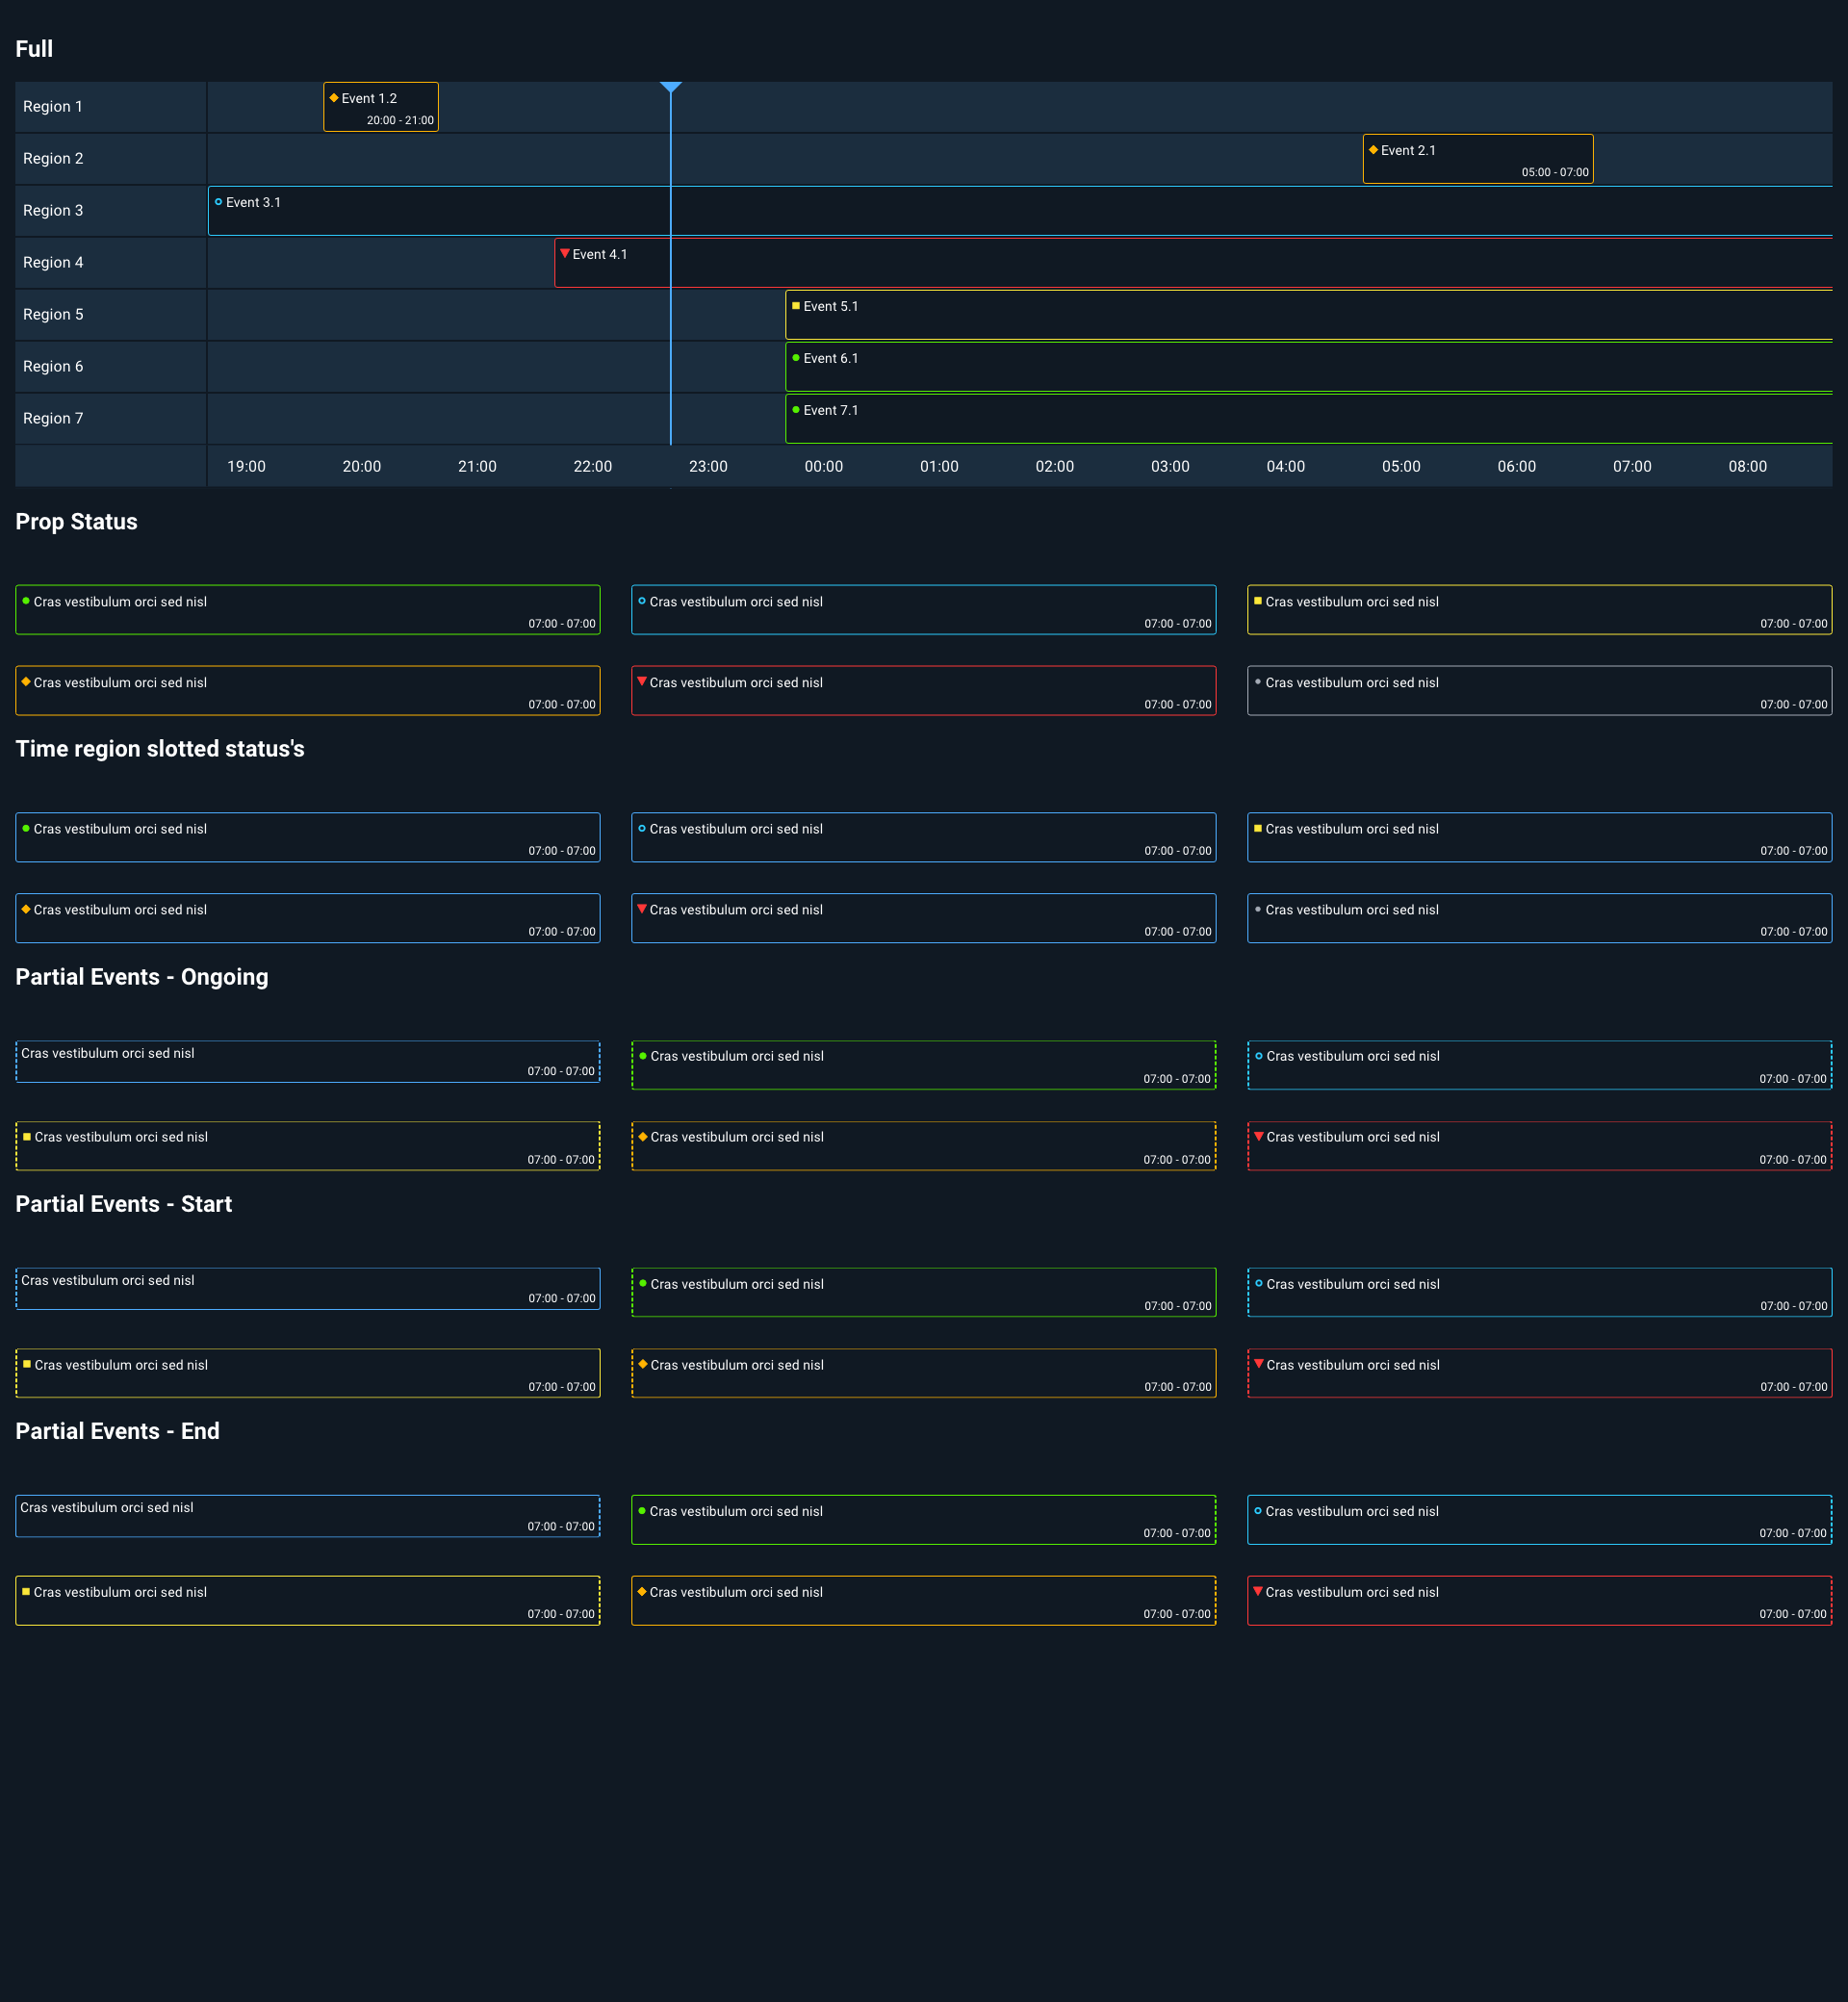 Full
Region 1
Event 1.2
20:00 - 21:00
Region 2
Event 2.1
05:00 - 07:00
Region 3
Event 3.1
Region 4
Event 4.1
Region 5
Event 5.1
Region 6
Event 6.1
Region 7
Event 7.1
19:00 20:00 21:00 22:00 23:00 00:00 01:00 02:00 03:00 04:00 05:00 06:00 07:00 08:00
Prop Status
Cras vestibulum orci sed nisl
07:00 - 07:00
Cras vestibulum orci sed nisl
07:00 - 07:00
Cras vestibulum orci sed nisl
07:00 - 07:00
Cras vestibulum orci sed nisl
07:00 - 07:00
Cras vestibulum orci sed nisl
07:00 - 07:00
Cras vestibulum orci sed nisl
07:00 - 07:00
Time region slotted status's
Cras vestibulum orci sed nisl
07:00 - 07:00
Cras vestibulum orci sed nisl
07:00 - 07:00
Cras vestibulum orci sed nisl
07:00 - 07:00
Cras vestibulum orci sed nisl
07:00 - 07:00
Cras vestibulum orci sed nisl
07:00 - 07:00
Cras vestibulum orci sed nisl
07:00 - 07:00
Partial Events - Ongoing
Cras vestibulum orci sed nisl
07:00 - 07:00
Cras vestibulum orci sed nisl
07:00 - 07:00
Cras vestibulum orci sed nisl
07:00 - 07:00
Cras vestibulum orci sed nisl
07:00 - 07:00
Cras vestibulum orci sed nisl
07:00 - 07:00
Cras vestibulum orci sed nisl
07:00 - 07:00
Partial Events - Start
Cras vestibulum orci sed nisl
07:00 - 07:00
Cras vestibulum orci sed nisl
07:00 - 07:00
Cras vestibulum orci sed nisl
07:00 - 07:00
Cras vestibulum orci sed nisl
07:00 - 07:00
Cras vestibulum orci sed nisl
07:00 - 07:00
Cras vestibulum orci sed nisl
07:00 - 07:00
Partial Events - End
Cras vestibulum orci sed nisl
07:00 - 07:00
Cras vestibulum orci sed nisl
07:00 - 07:00
Cras vestibulum orci sed nisl
07:00 - 07:00
Cras vestibulum orci sed nisl
07:00 - 07:00
Cras vestibulum orci sed nisl
07:00 - 07:00
Cras vestibulum orci sed nisl
07:00 - 07:00